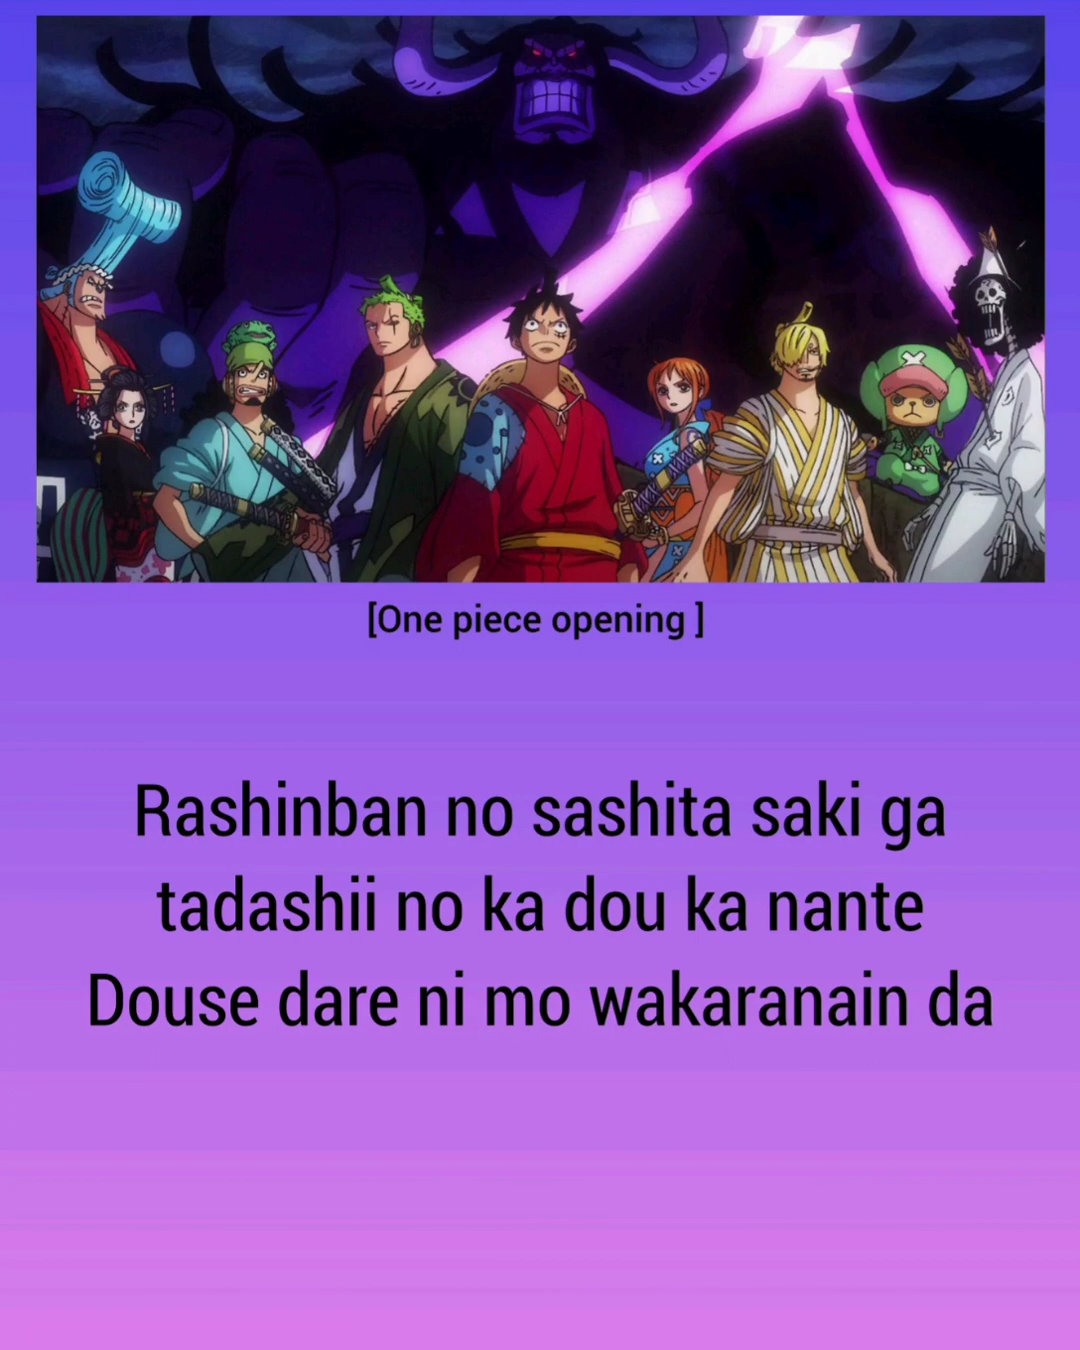 [One piece opening ]
Rashinban no sashita saki ga
tadashii no ka dou ka nante
Douse dare ni mo wakaranain da